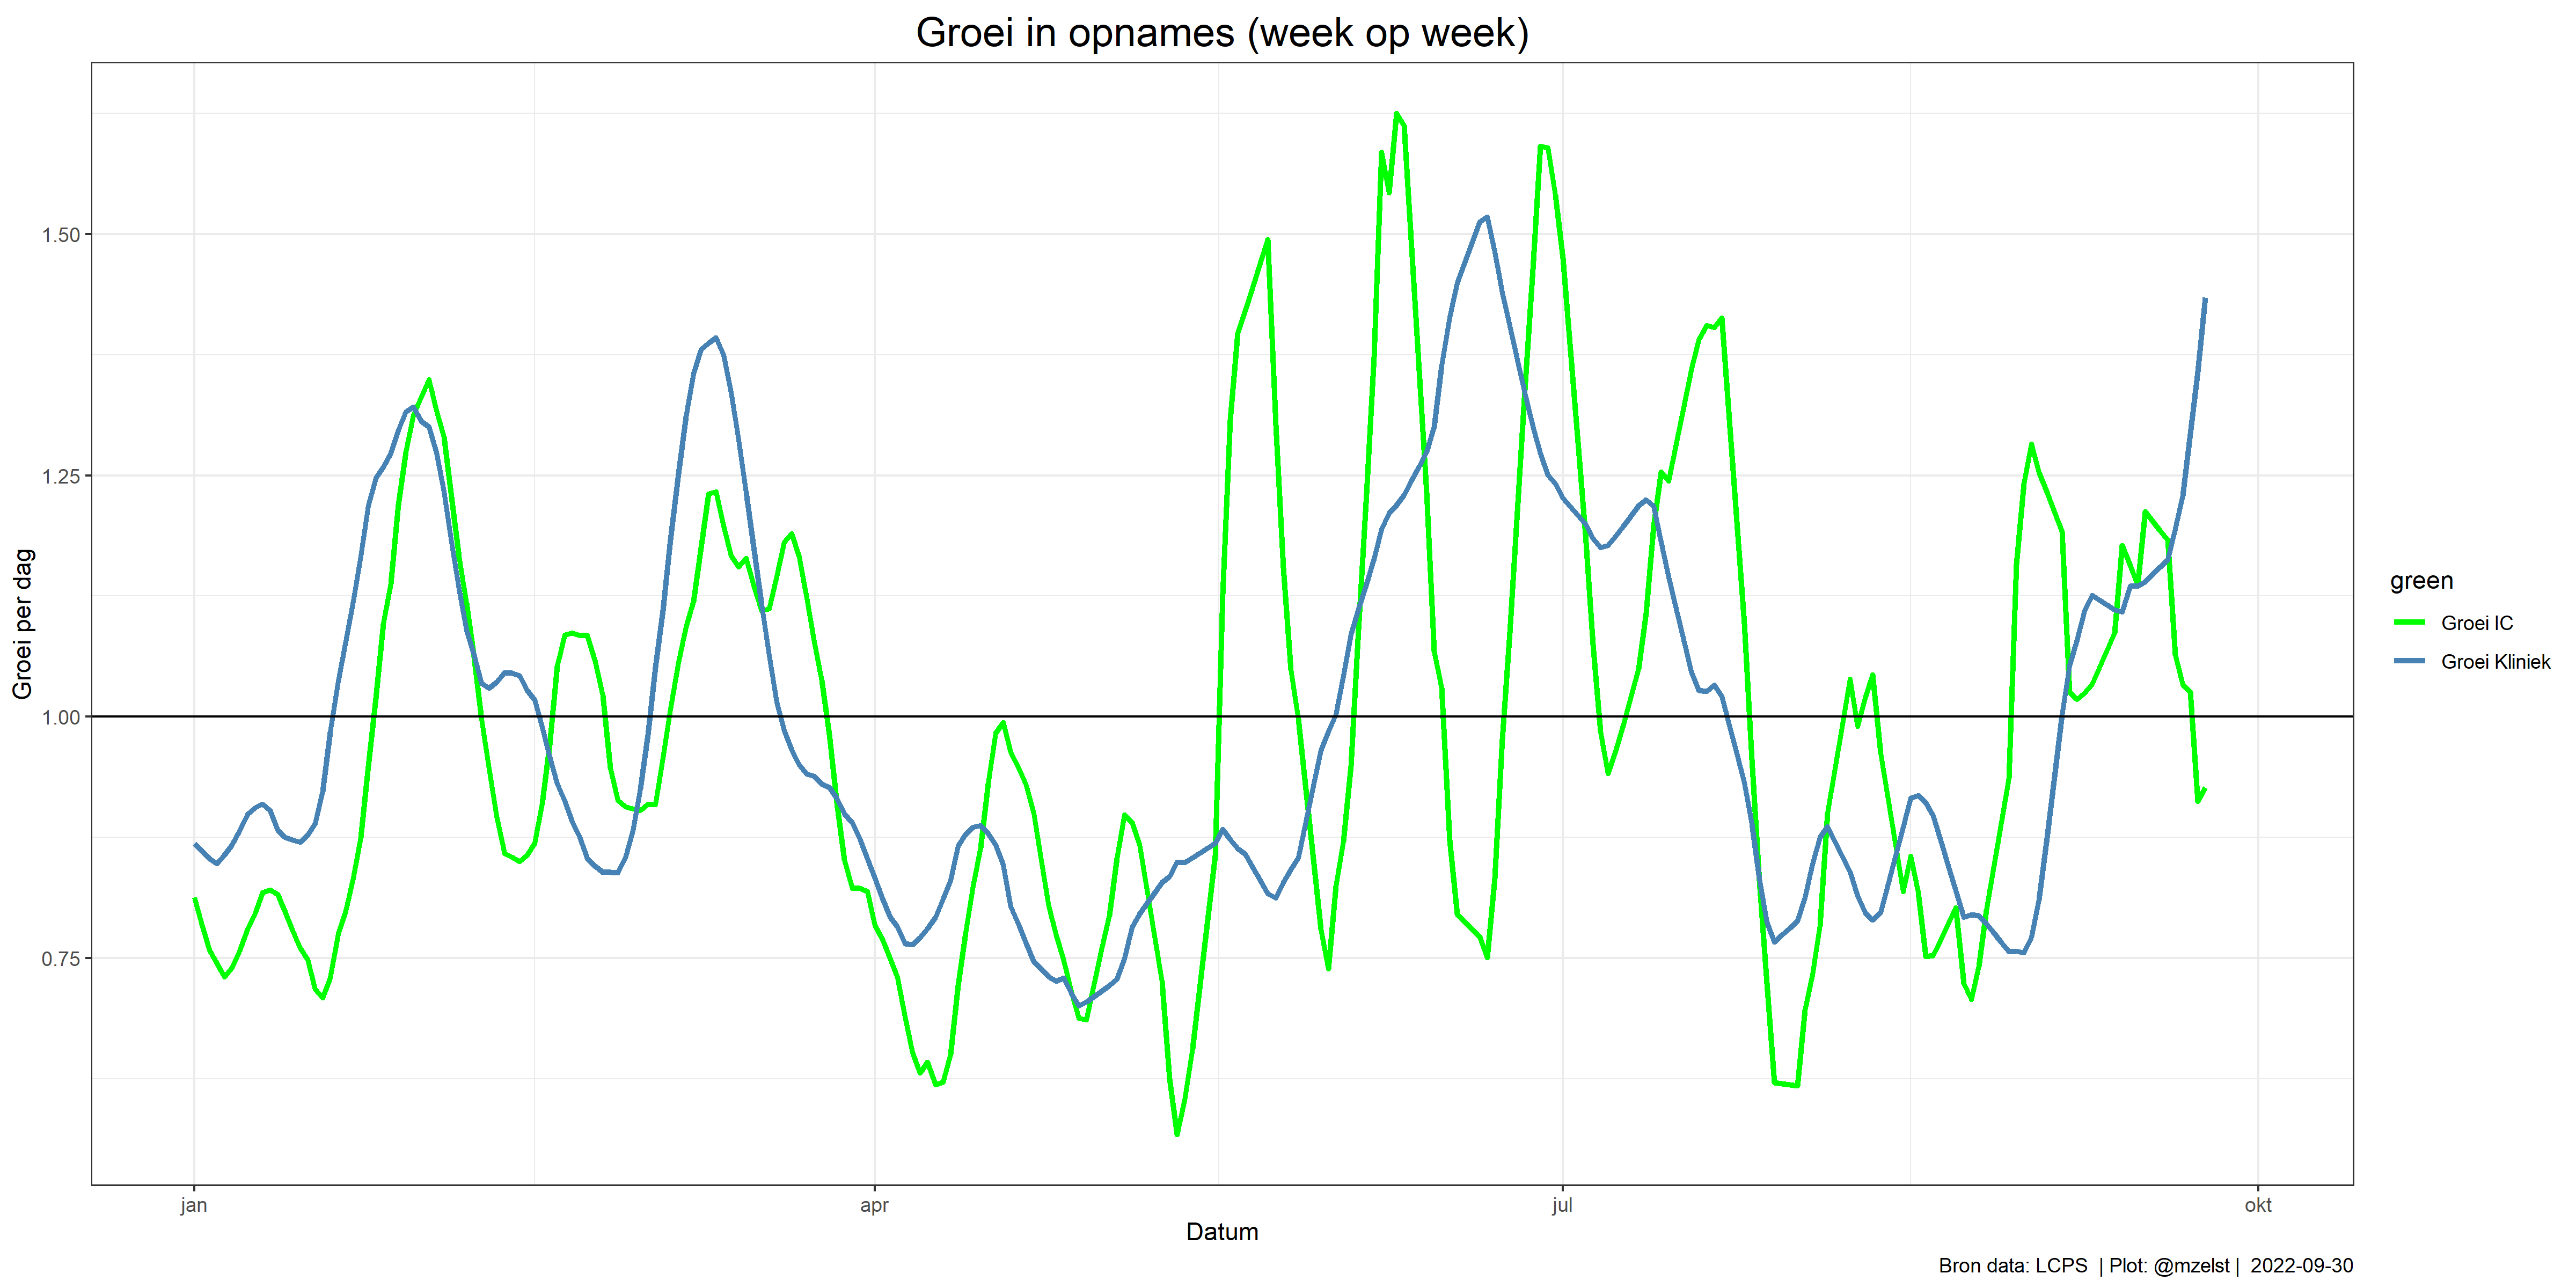 Groei in opnames (week op week)
Groei per dag
1.50
1.25
1.00
0.75
jan
apr
jul
okt
Datum
green
Groei IC
Groei Kliniek
Bron data: LCPS | Plot: @mzelst | 2022-09-30